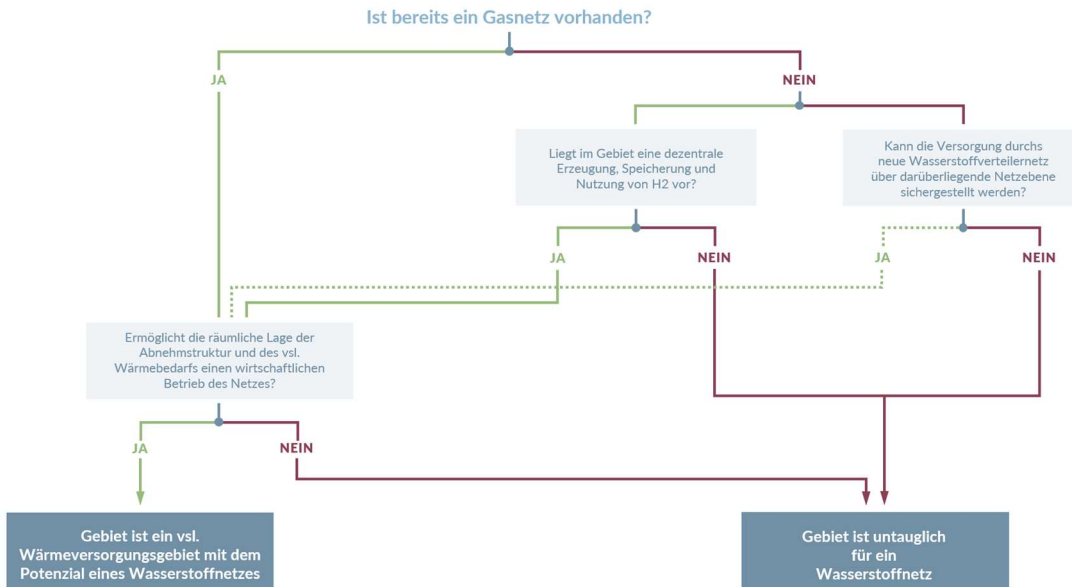 Ist bereits ein Gasnetz vorhanden?
JA
NEIN
Liegt im Gebiet eine dezentrale
Erzeugung, Speicherung und
Nutzung von H2 vor?
Kann die Versorgung durchs
neue Wasserstoffverteilernetz
über darüberliegende Netzebene
sichergestellt werden?
JA
NEIN
JA
NEIN
Ermöglicht die räumliche Lage der
Abnehmstruktur und des vsl.
Wärmebedarfs einen wirtschaftlichen
Betrieb des Netzes?
JA
NEIN
Gebiet ist ein vsl.
Wärmeversorgungsgebiet mit dem
Potenzial eines Wasserstoffnetzes
Gebiet ist untauglich
für ein
Wasserstoffnetz